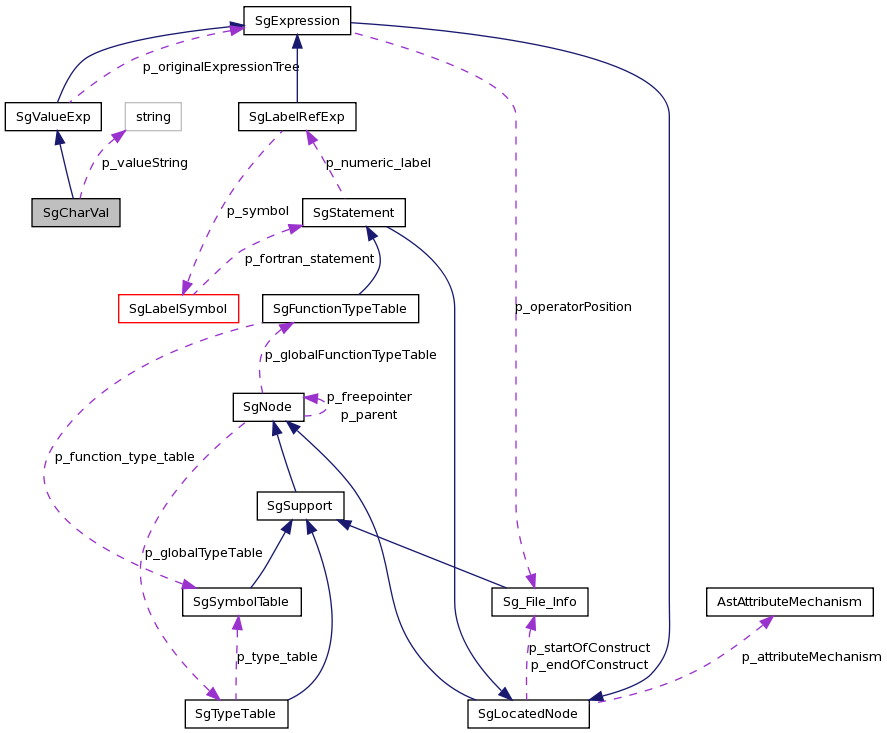 SgExpression
p_originalExpressionTree
SgValueExp
string
SgLabelRefExp
p_valueString
p_numeric_label
SgCharVal
p_symbol
SgStatement
p_fortran_statement
SgLabelSymbol
SgFunctionTypeTable
p_operatorPosition
p_globalFunctionTypeTable
SgNode
p_freepointer
p_parent
p_function_type_table
SgSupport
p_globalTypeTable
SgSymbolTable
Sg_File_Info
AstAttributeMechanism
p_type_table
p_startOfConstruct
p_endOfConstruct
p_attributeMechanism
SgTypeTable
SgLocatedNode